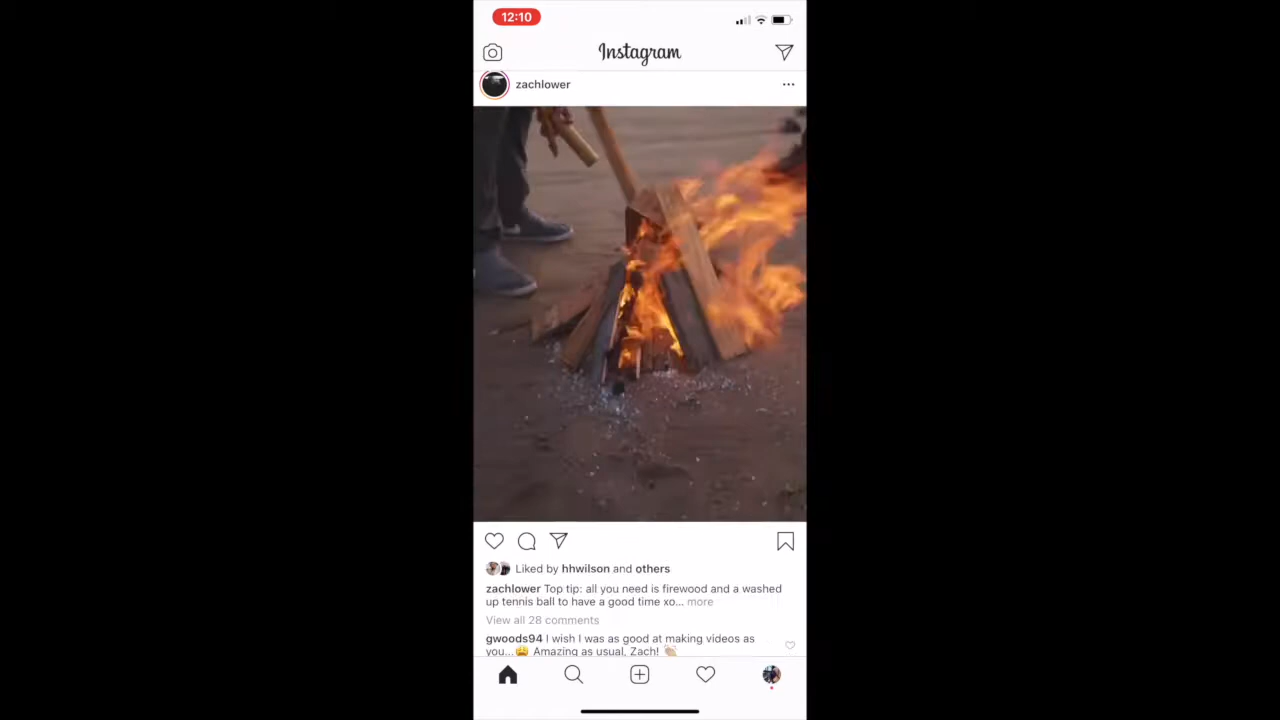 12:10
Instagram
zachlower
Liked by hhwilson and others
zachlower Top tip: all you need is firewood and a washed
up tennis ball to have a good time xo... more
View all 28 comments
gwoods94 I wish I was as good at making videos as
you...😩 Amazing as usual, Zach! 👏🏻